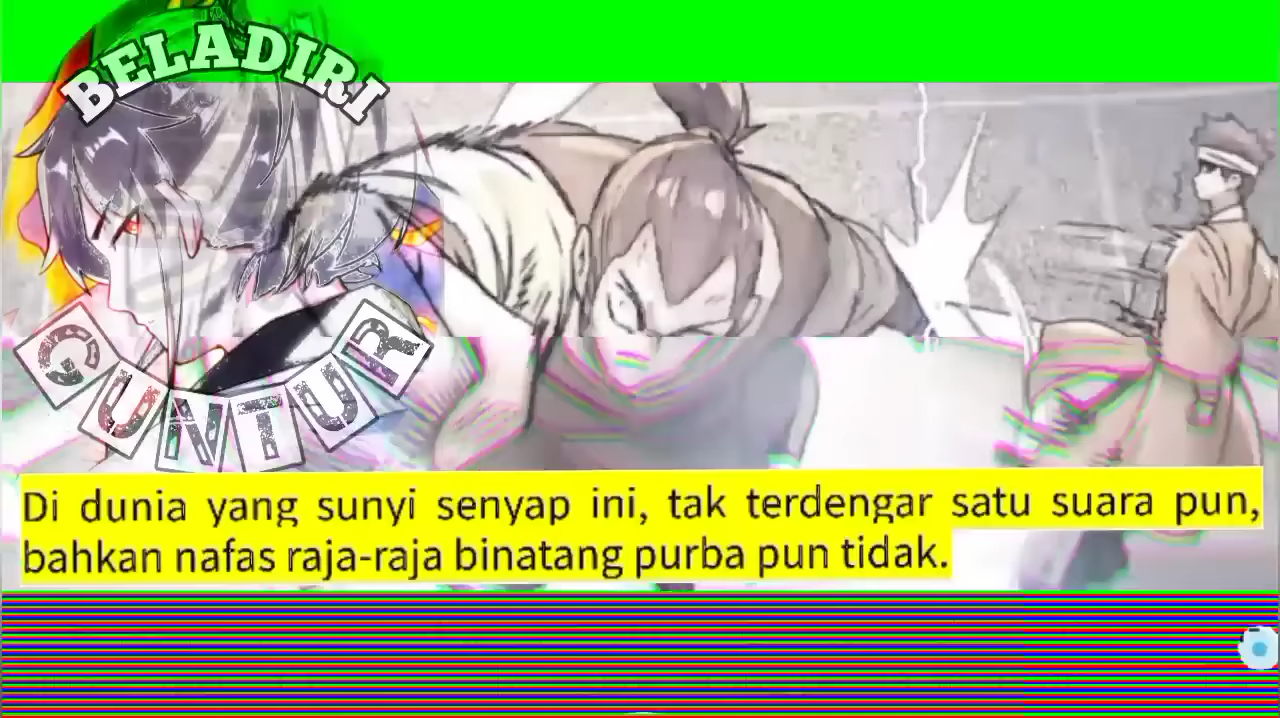 BELADIRI
GUNTUR
Di dunia yang sunyi senyap ini, tak terdengar satu suara pun,
bahkan nafas raja-raja binatang purba pun tidak.